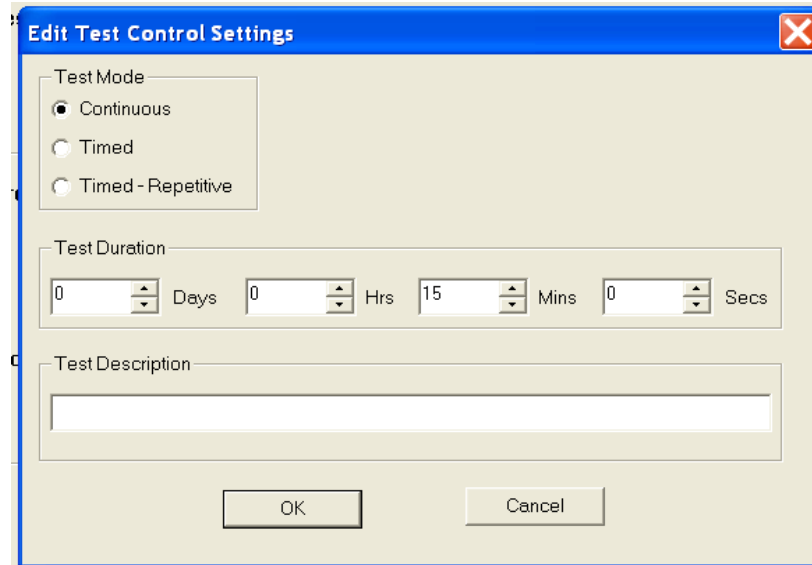 Edit Test Control Settings
Test Mode
Continuous
Timed
Timed - Repetitive
Test Duration
0 Days 0 Hrs 15 Mins 0 Secs
Test Description
OK Cancel